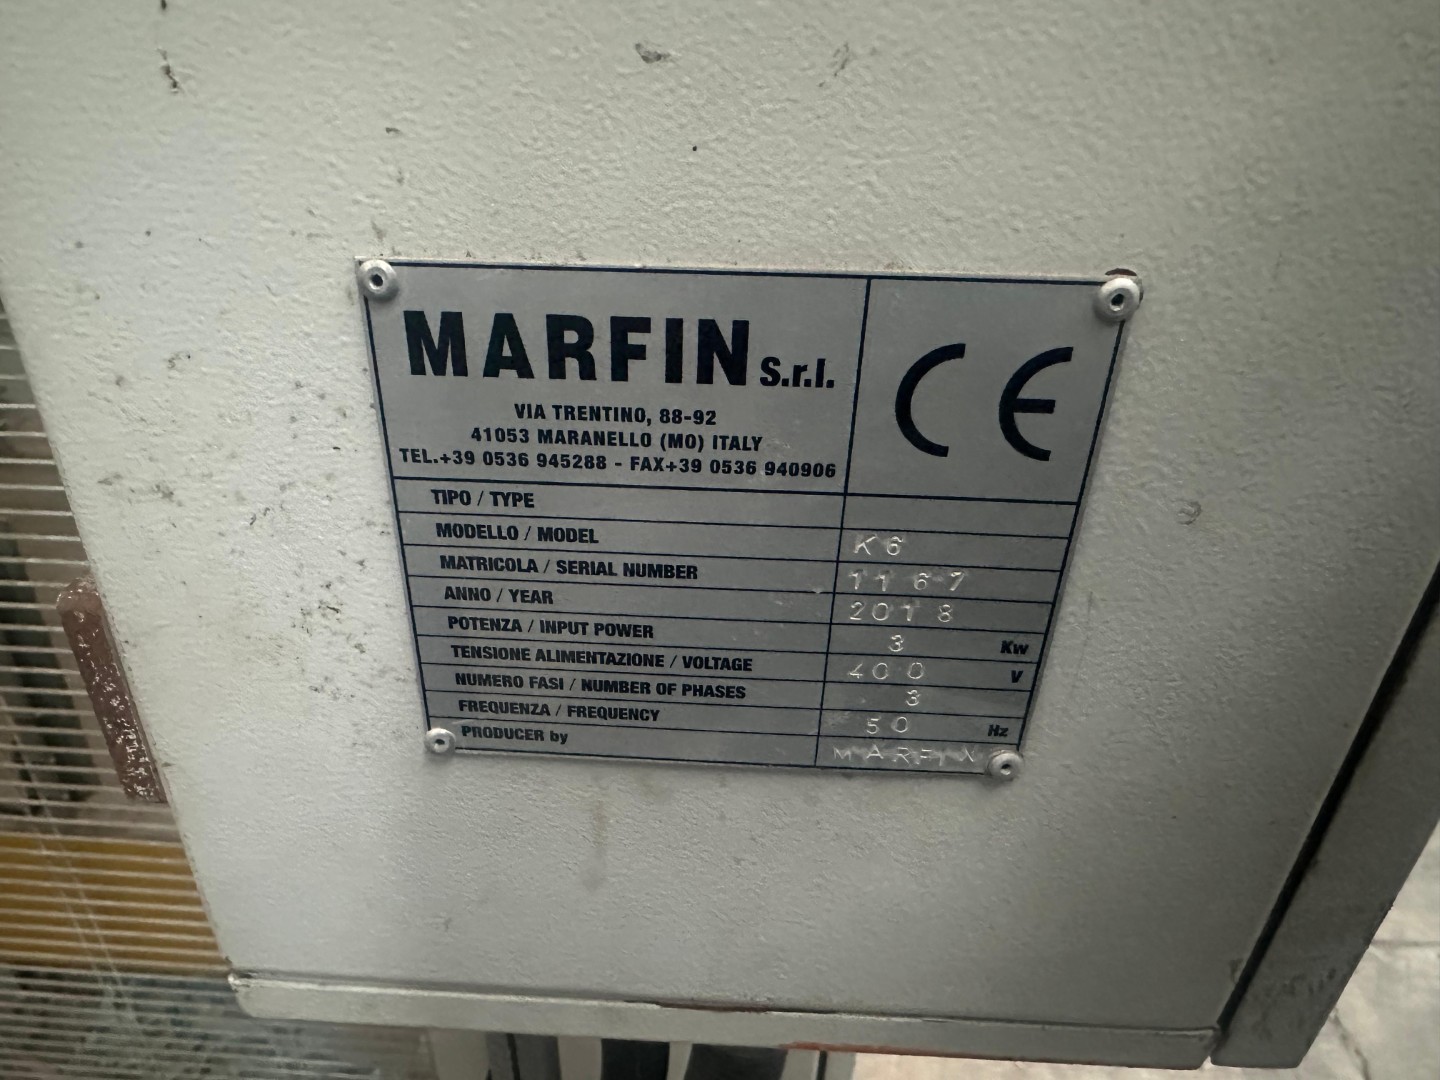 MARFIN S.r.l.
VIA TRENTINO, 88-92
41053 MARANELLO (MO) ITALY
TEL.+39 0536 945288 - FAX+39 0536 940906
CE
TIPO / TYPE
MODELLO / MODEL K6
MATRICOLA / SERIAL NUMBER 1167
ANNO / YEAR 2018
POTENZA / INPUT POWER 3 Kw
TENSIONE ALIMENTAZIONE / VOLTAGE 400 V
NUMERO FASI / NUMBER OF PHASES 3
FREQUENZA / FREQUENCY 50 Hz
PRODUCER by MARFIN